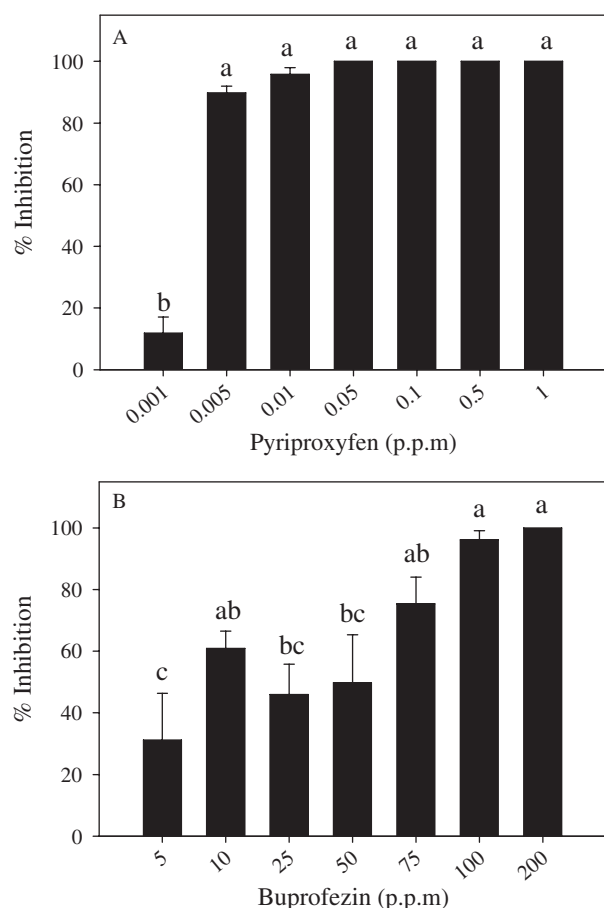 A
a a a a a a
b
% Inhibition
100
80
60
40
20
0
0.001 0.005 0.01 0.05 0.1 0.5 1
Pyriproxyfen (p.p.m)
B
a a
ab ab
bc bc
c
% Inhibition
100
80
60
40
20
0
5 10 25 50 75 100 200
Buprofezin (p.p.m)